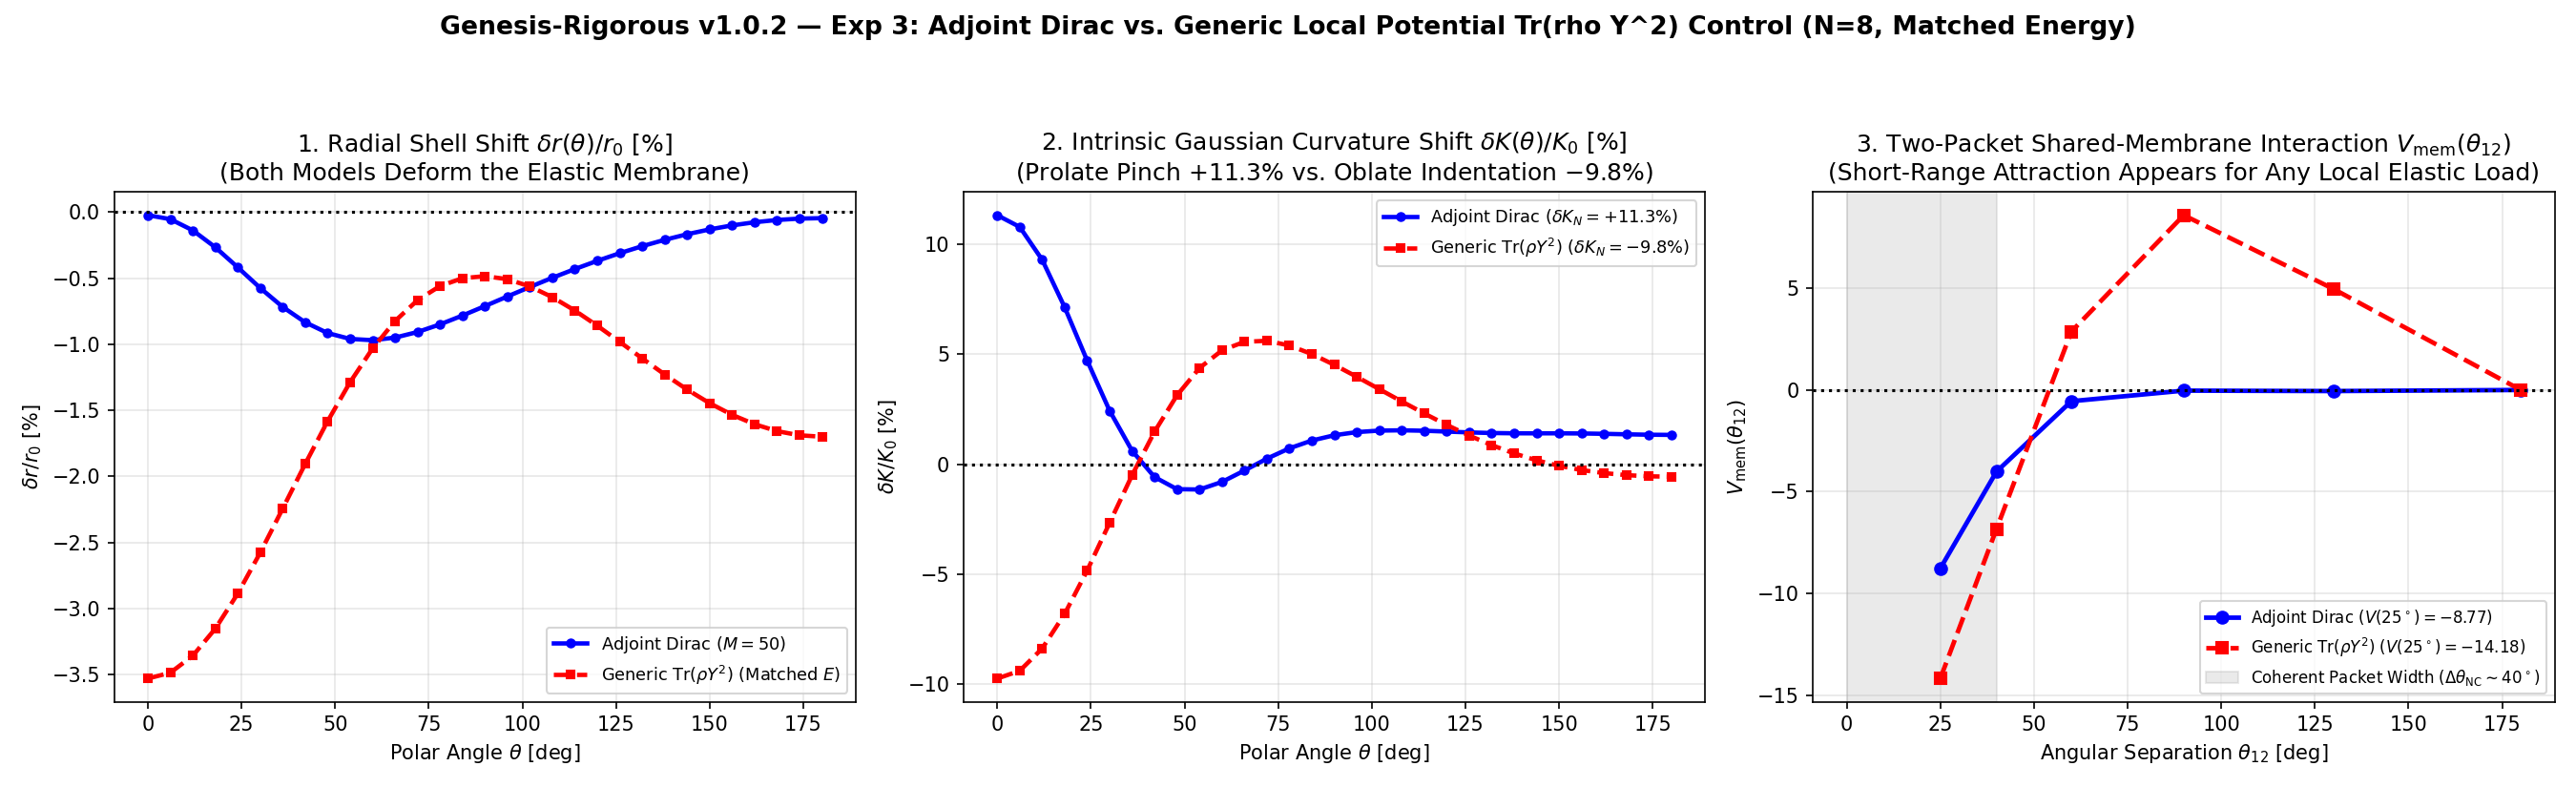 Genesis-Rigorous v1.0.2 — Exp 3: Adjoint Dirac vs. Generic Local Potential Tr(rho Y^2) Control (N=8, Matched Energy)
1. Radial Shell Shift δr(θ)/r₀ [%]
(Both Models Deform the Elastic Membrane)
0.0
−0.5
−1.0
−1.5
−2.0
−2.5
−3.0
−3.5
δr/r₀ [%]
Adjoint Dirac (M = 50)
Generic Tr(ρY²) (Matched E)
0 25 50 75 100 125 150 175
Polar Angle θ [deg]
2. Intrinsic Gaussian Curvature Shift δK(θ)/K₀ [%]
(Prolate Pinch +11.3% vs. Oblate Indentation −9.8%)
10
5
0
−5
−10
δK/K₀ [%]
Adjoint Dirac (δK_N = +11.3%)
Generic Tr(ρY²) (δK_N = −9.8%)
0 25 50 75 100 125 150 175
Polar Angle θ [deg]
3. Two-Packet Shared-Membrane Interaction V_mem(θ₁₂)
(Short-Range Attraction Appears for Any Local Elastic Load)
5
0
−5
−10
−15
V_mem(θ₁₂)
Adjoint Dirac (V(25°) = −8.77)
Generic Tr(ρY²) (V(25°) = −14.18)
Coherent Packet Width (Δθ_NC ~ 40°)
0 25 50 75 100 125 150 175
Angular Separation θ₁₂ [deg]